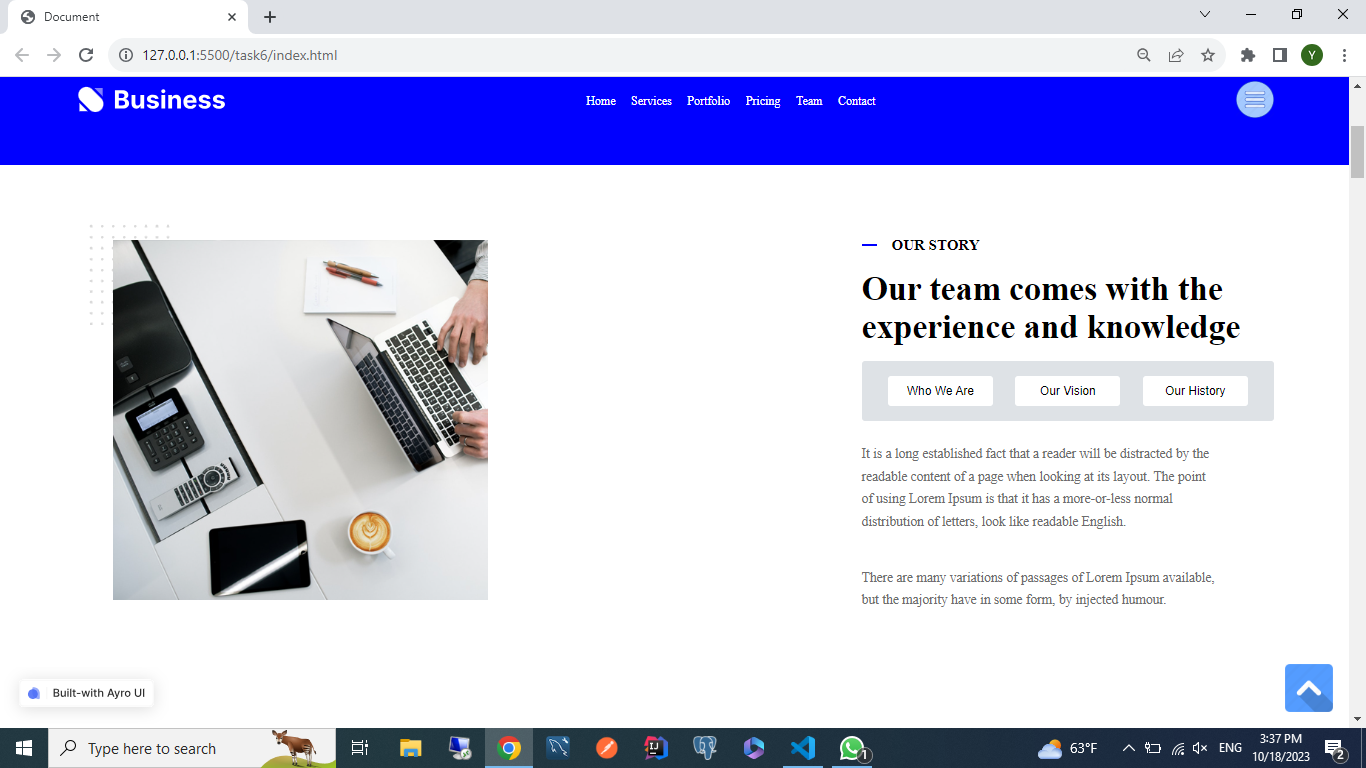 Document
127.0.0.1:5500/task6/index.html
Y
Business
Home Services Portfolio Pricing Team Contact
OUR STORY
Our team comes with the
experience and knowledge
Who We Are Our Vision Our History
It is a long established fact that a reader will be distracted by the
readable content of a page when looking at its layout. The point
of using Lorem Ipsum is that it has a more-or-less normal
distribution of letters, look like readable English.
There are many variations of passages of Lorem Ipsum available,
but the majority have in some form, by injected humour.
Built-with Ayro UI
Type here to search
IJ
1
63°F
ENG
3:37 PM
10/18/2023
2